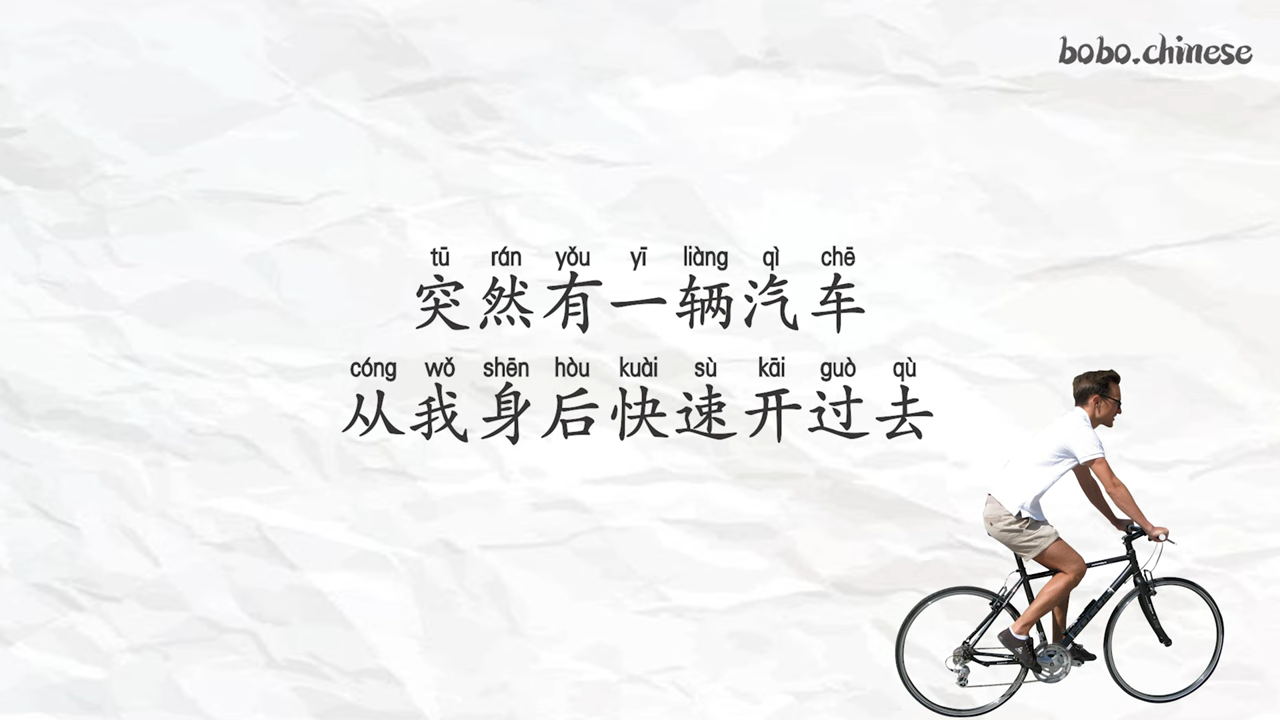 bobo.chinese
tū rán yǒu yī liàng qì chē
突然有一辆汽车
cóng wǒ shēn hòu kuài sù kāi guò qù
从我身后快速开过去